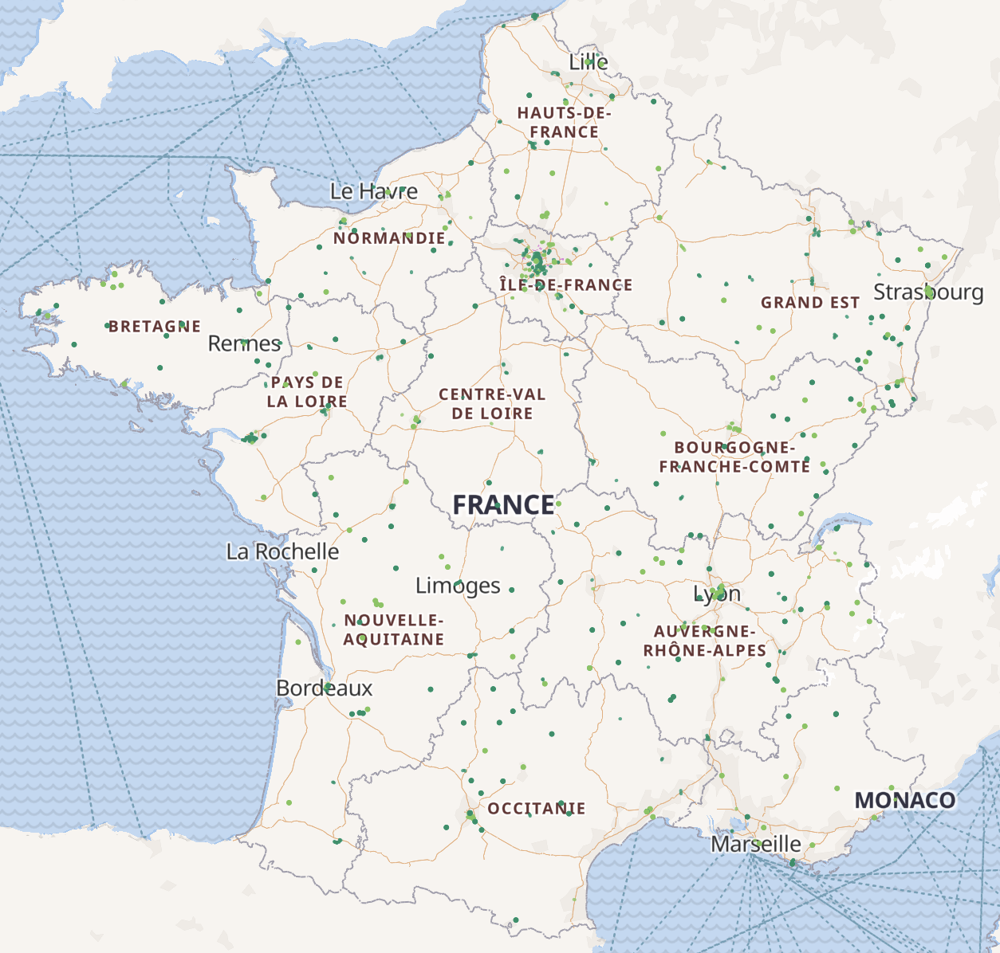 Lille
HAUTS-DE-
FRANCE
Le Havre
NORMANDIE
ÎLE-DE-FRANCE
GRAND EST
Strasbourg
BRETAGNE
Rennes
PAYS DE
LA LOIRE
CENTRE-VAL
DE LOIRE
BOURGOGNE-
FRANCHE-COMTE
FRANCE
La Rochelle
Limoges
Lyon
NOUVELLE-
AQUITAINE
AUVERGNE-
RHÔNE-ALPES
Bordeaux
OCCITANIE
MONACO
Marseille